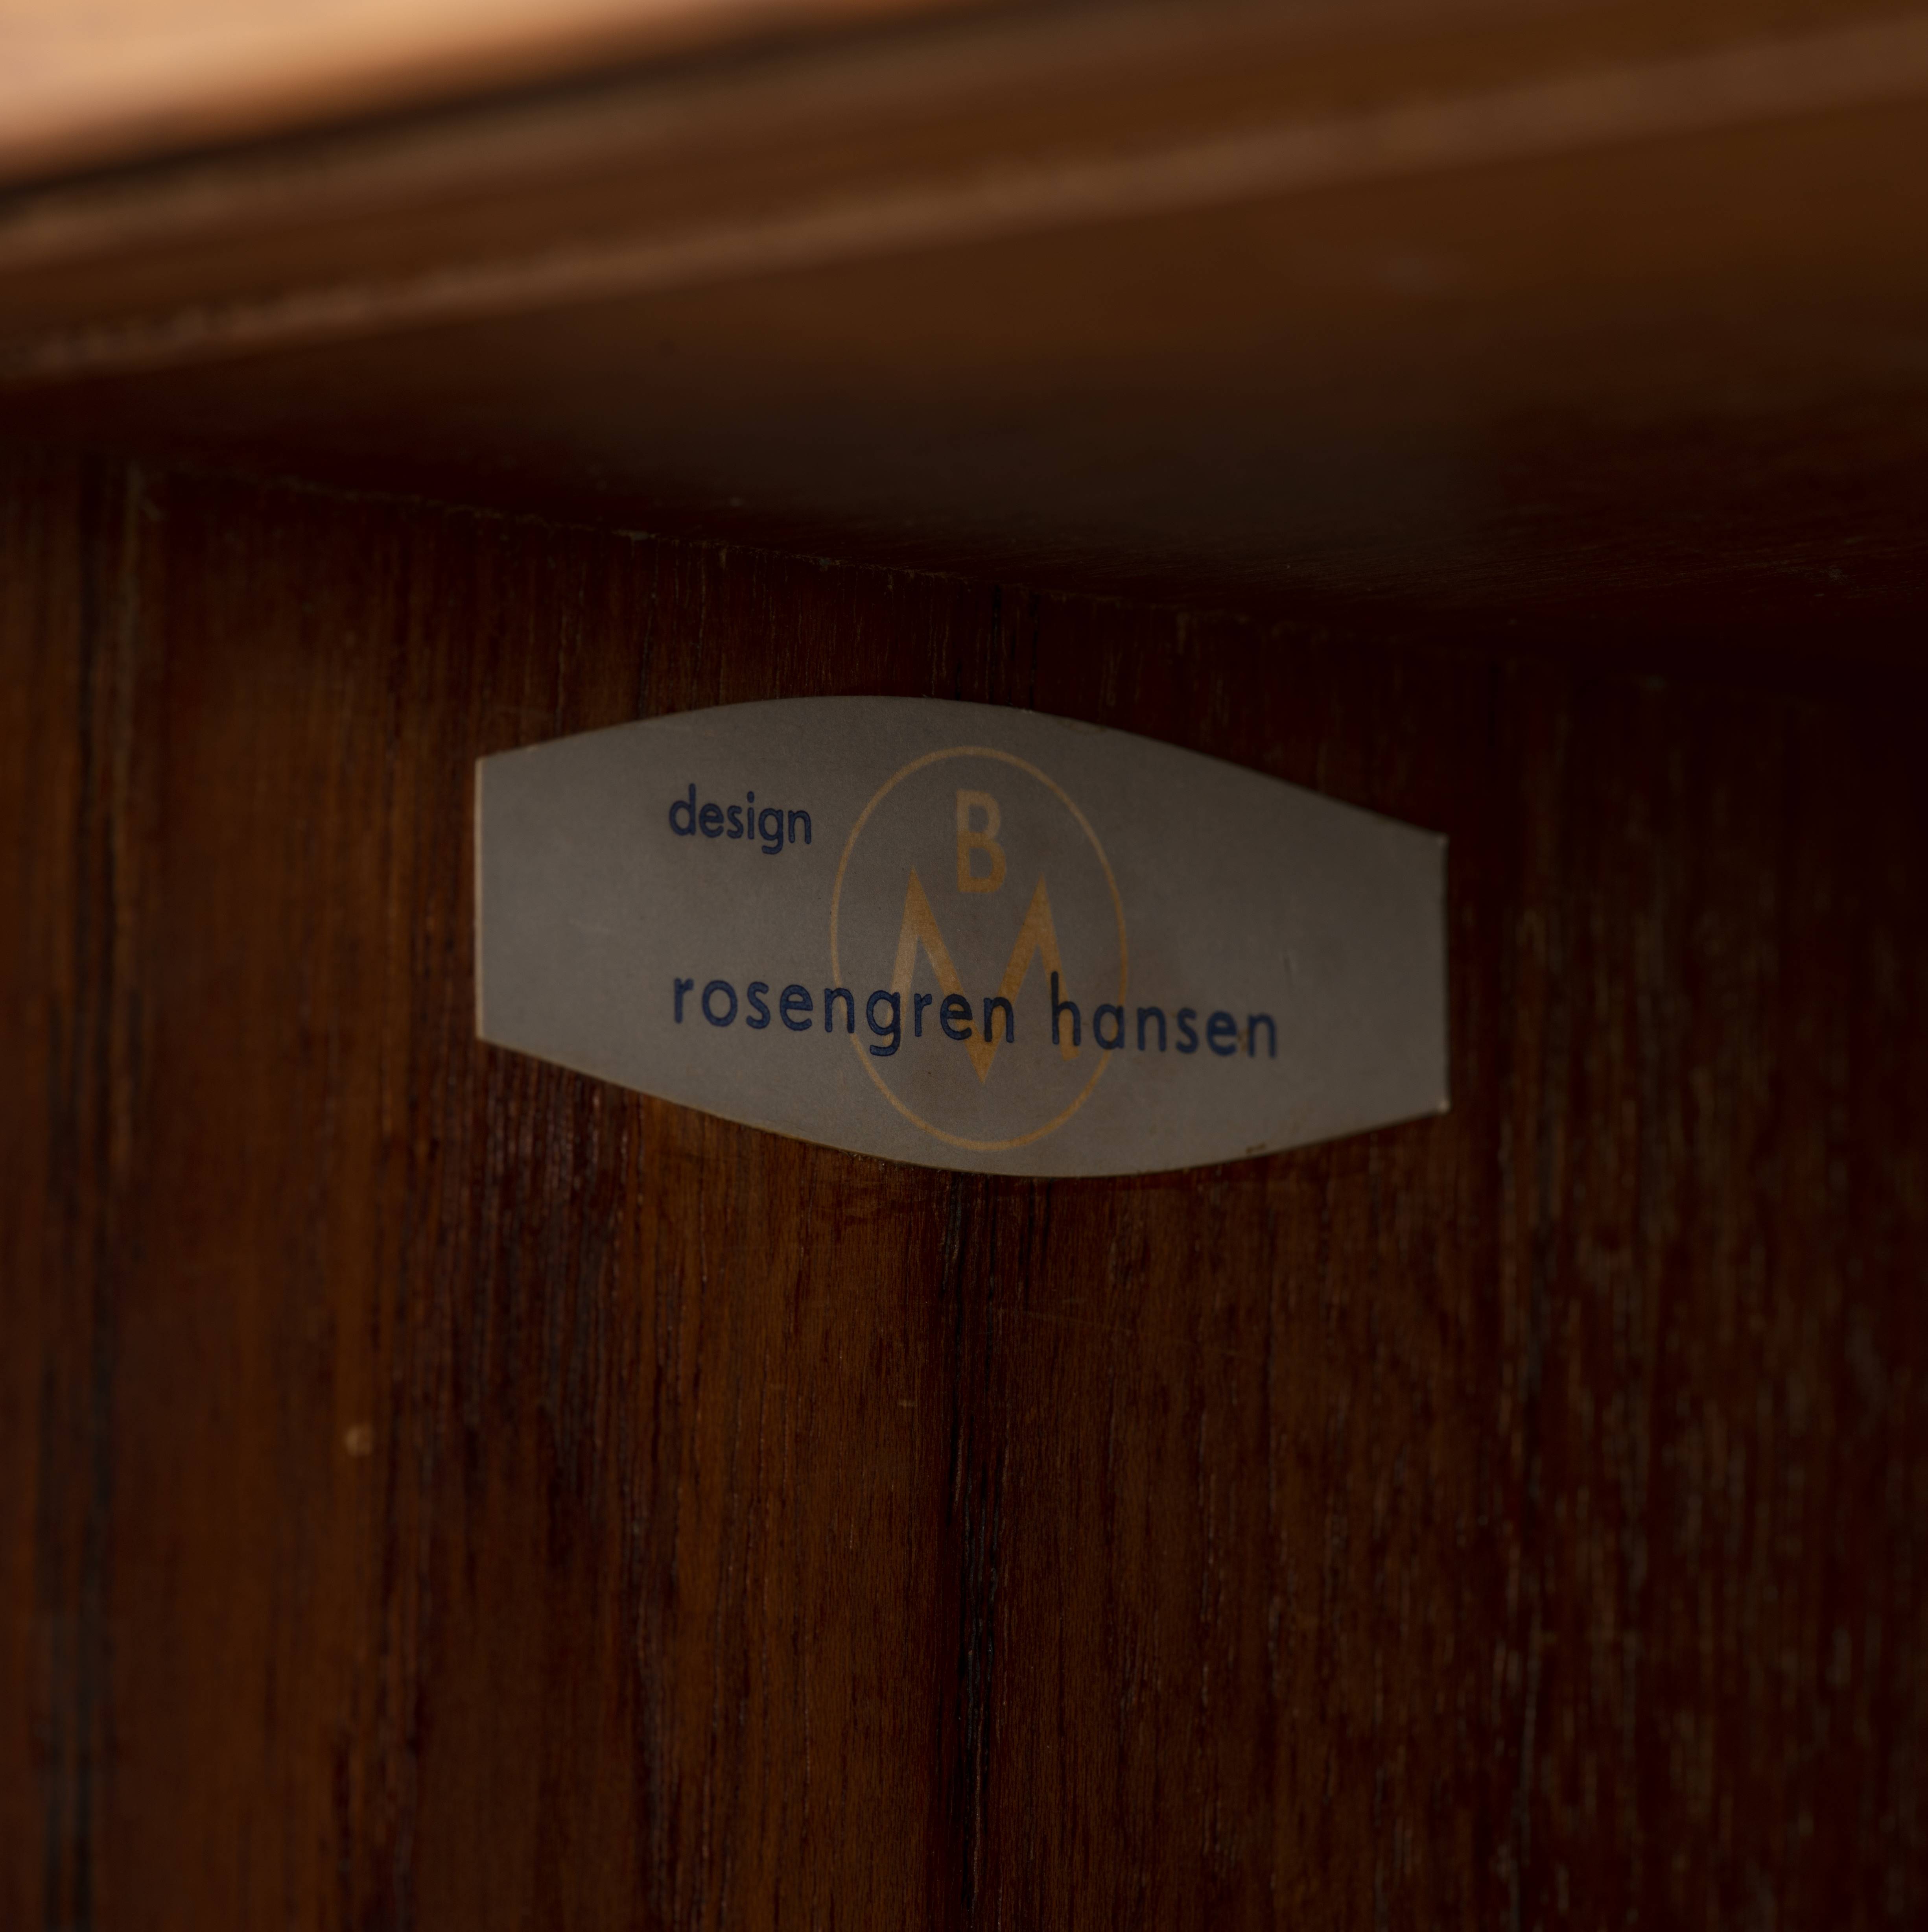 design
B
M
rosengren hansen